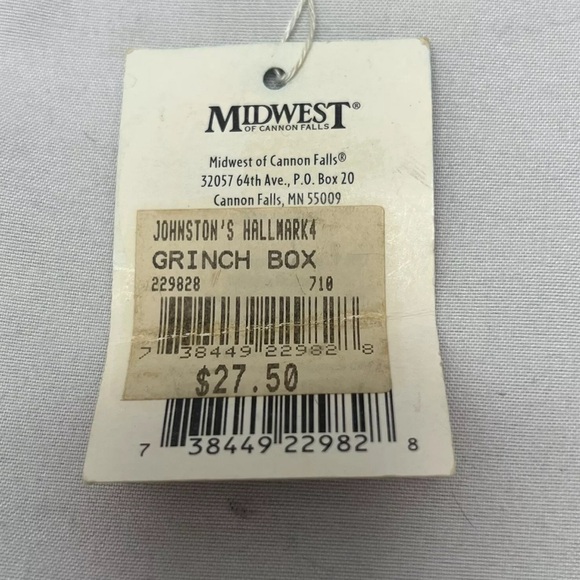 MIDWEST®
OF CANNON FALLS
Midwest of Cannon Falls®
32057 64th Ave., P.O. Box 20
Cannon Falls, MN 55009
JOHNSTON'S HALLMARK4
GRINCH BOX
229828 710
7 38449 22982 8
$27.50
7 38449 22982 8